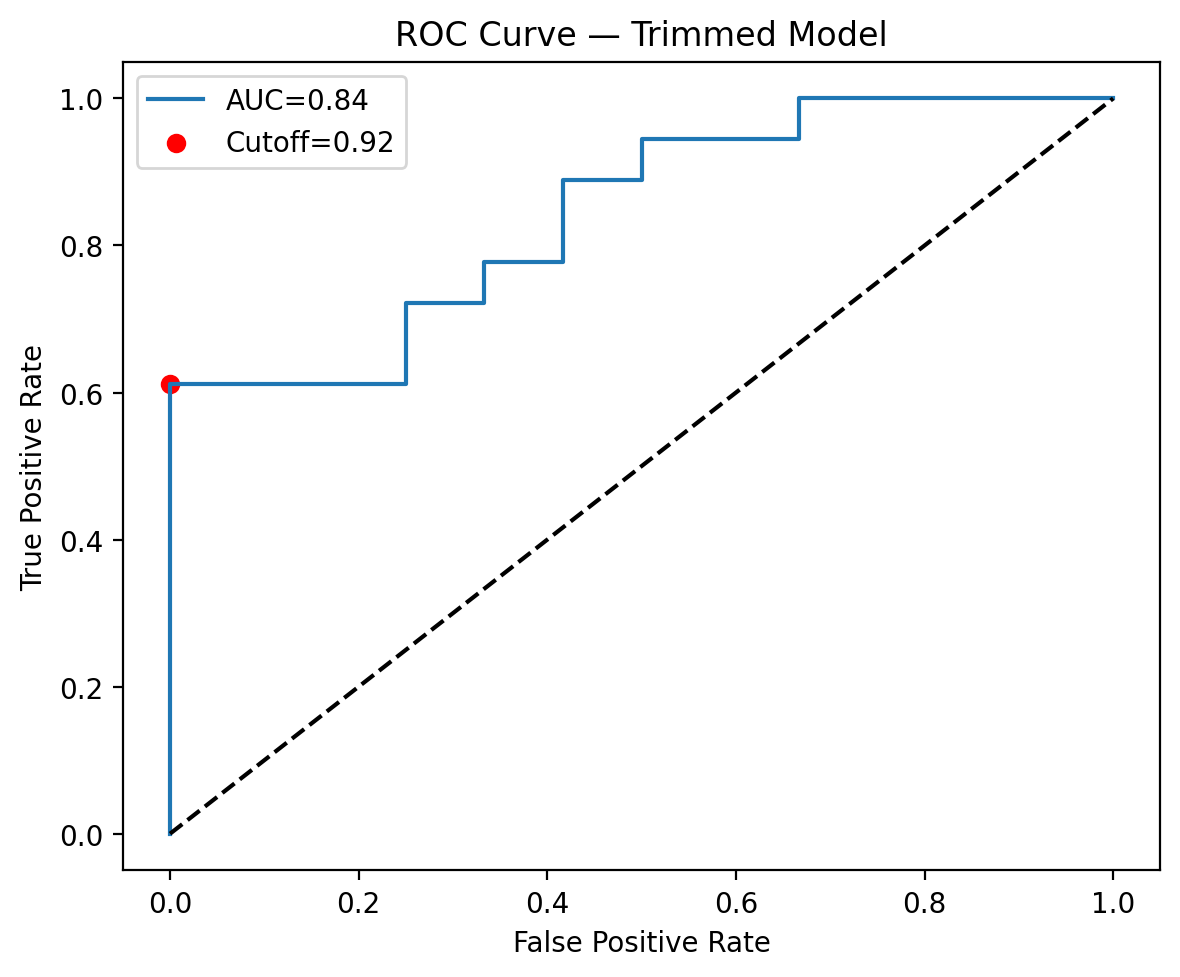 ROC Curve — Trimmed Model
AUC=0.84
Cutoff=0.92
True Positive Rate
1.0
0.8
0.6
0.4
0.2
0.0
0.0 0.2 0.4 0.6 0.8 1.0
False Positive Rate